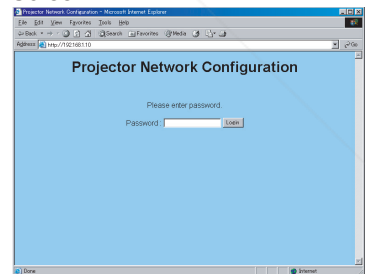 Projector Network Configuration - Microsoft Internet Explorer
File Edit View Favorites Tools Help
Back Search Favorites Media
Address http://192.168.1.10 Go
Projector Network Configuration
Please enter password.
Password: Login
Done Internet